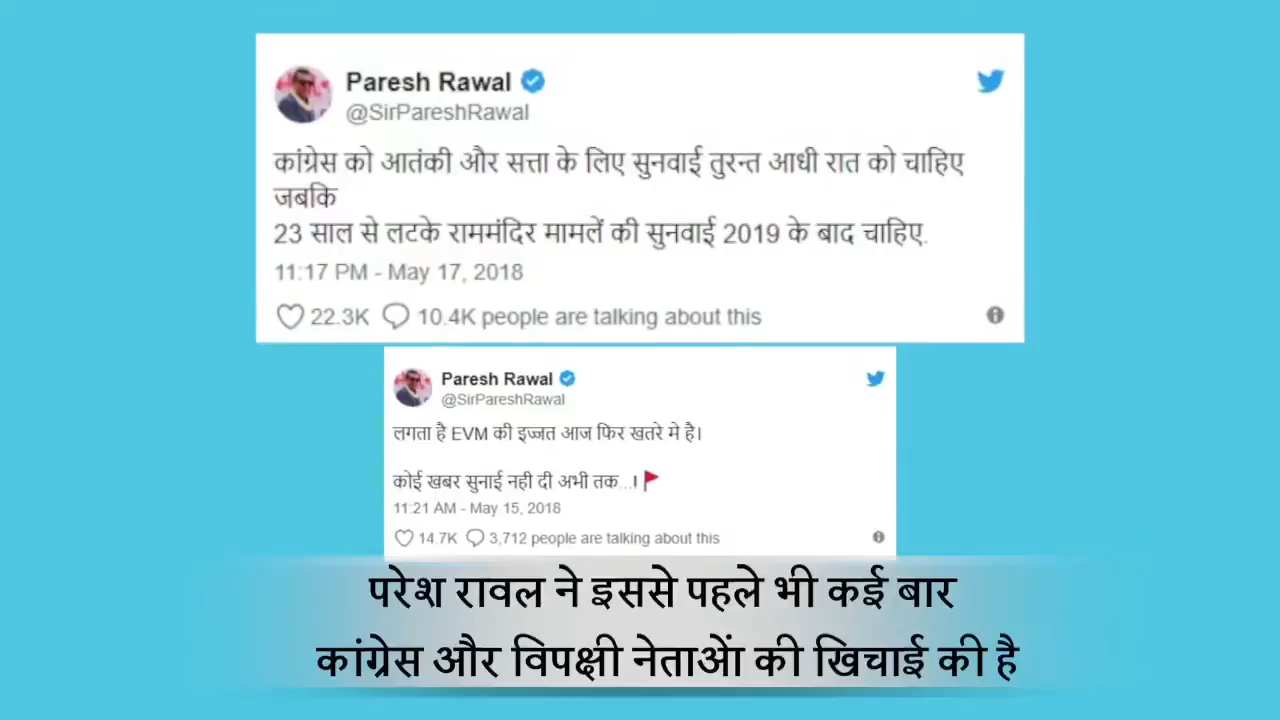 Paresh Rawal
@SirPareshRawal
कांग्रेस को आतंकी और सत्ता के लिए सुनवाई तुरन्त आधी रात को चाहिए
जबकि
23 साल से लटके राममंदिर मामलें की सुनवाई 2019 के बाद चाहिए.
11:17 PM - May 17, 2018
22.3K 10.4K people are talking about this
Paresh Rawal
@SirPareshRawal
लगता है EVM की इज्जत आज फिर खतरे मे है।
कोई खबर सुनाई नही दी अभी तक...।
11:21 AM - May 15, 2018
14.7K 3,712 people are talking about this
परेश रावल ने इससे पहले भी कई बार
कांग्रेस और विपक्षी नेताओं की खिचाई की है